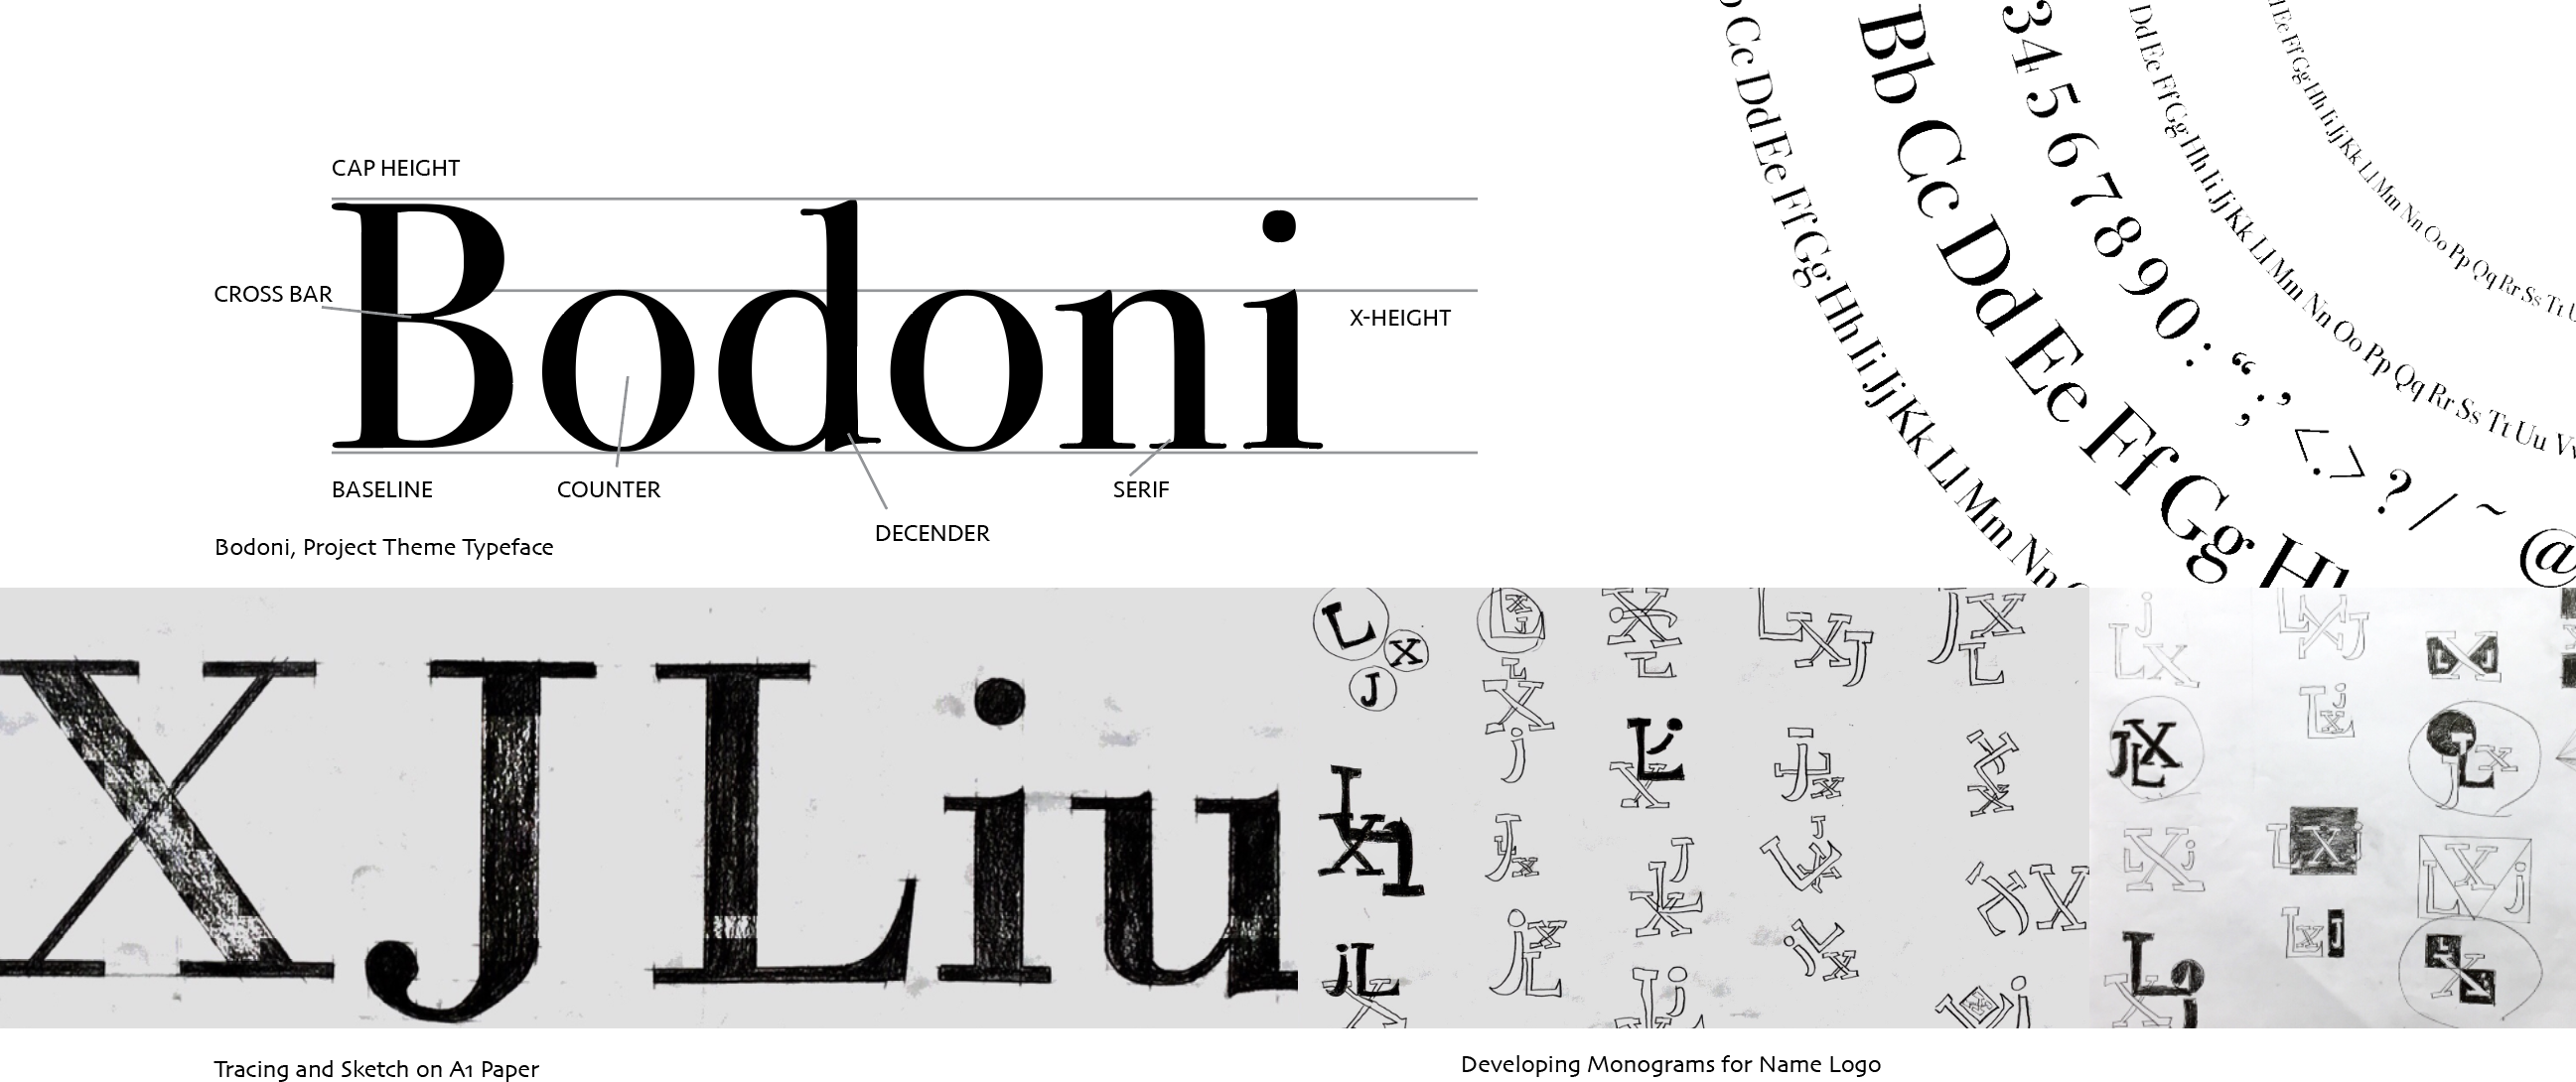 CAP HEIGHT
CROSS BAR
Bodoni
X-HEIGHT
BASELINE
COUNTER
SERIF
DECENDER
Bodoni, Project Theme Typeface
Cc Dd Ee Ff Gg Hh Ii Jj Kk Ll Mm Nn
Bb Cc Dd Ee Ff Gg
3 4 5 6 7 8 9 0 : “ ; ’ < . > ? / ~ @
Dd Ee Ff Gg Hh Ii Jj Kk Ll Mm Nn Oo Pp Qq Rr Ss Tt Uu Vv
Ee Ff Gg Hh Ii Jj Kk Ll Mm Nn Oo Pp Qq Rr Ss Tt
X J Liu
L X J
Tracing and Sketch on A1 Paper
Developing Monograms for Name Logo